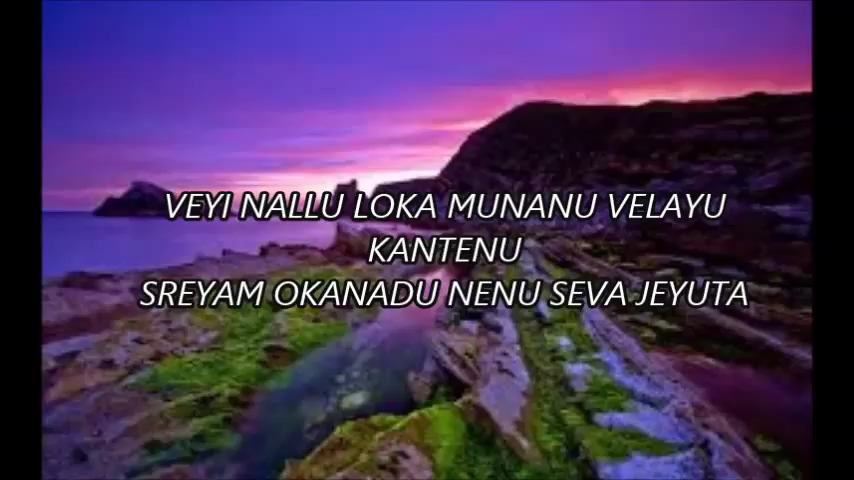 VEYI NALLU LOKA MUNANU VELAYU
KANTENU
SREYAM OKANADU NENU SEVA JEYUTA